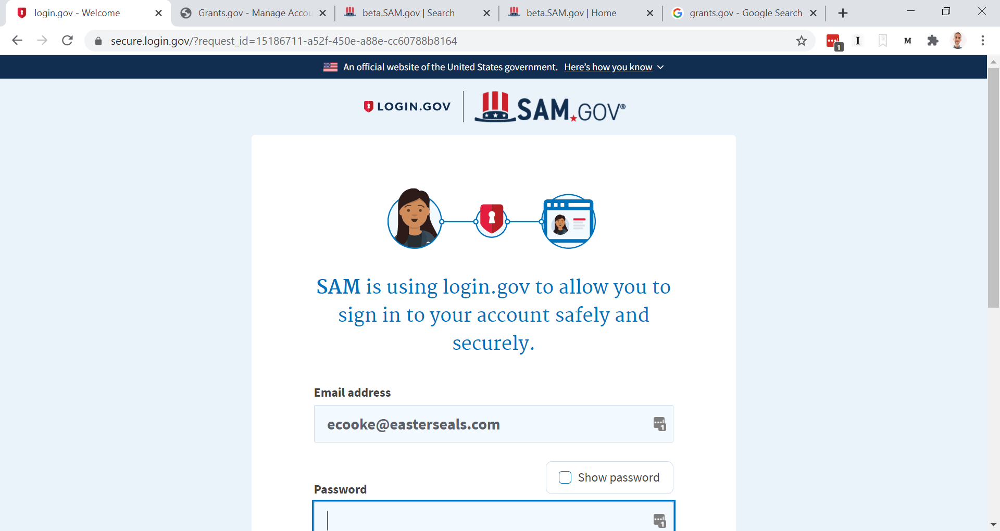 login.gov - Welcome
Grants.gov - Manage Accou
beta.SAM.gov | Search
beta.SAM.gov | Home
grants.gov - Google Search
secure.login.gov/?request_id=15186711-a52f-450e-a88e-cc60788b8164
1
I
M
An official website of the United States government. Here's how you know
LOGIN.GOV
SAM.GOV®
SAM is using login.gov to allow you to
sign in to your account safely and
securely.
Email address
ecooke@easterseals.com
1
Show password
Password
1